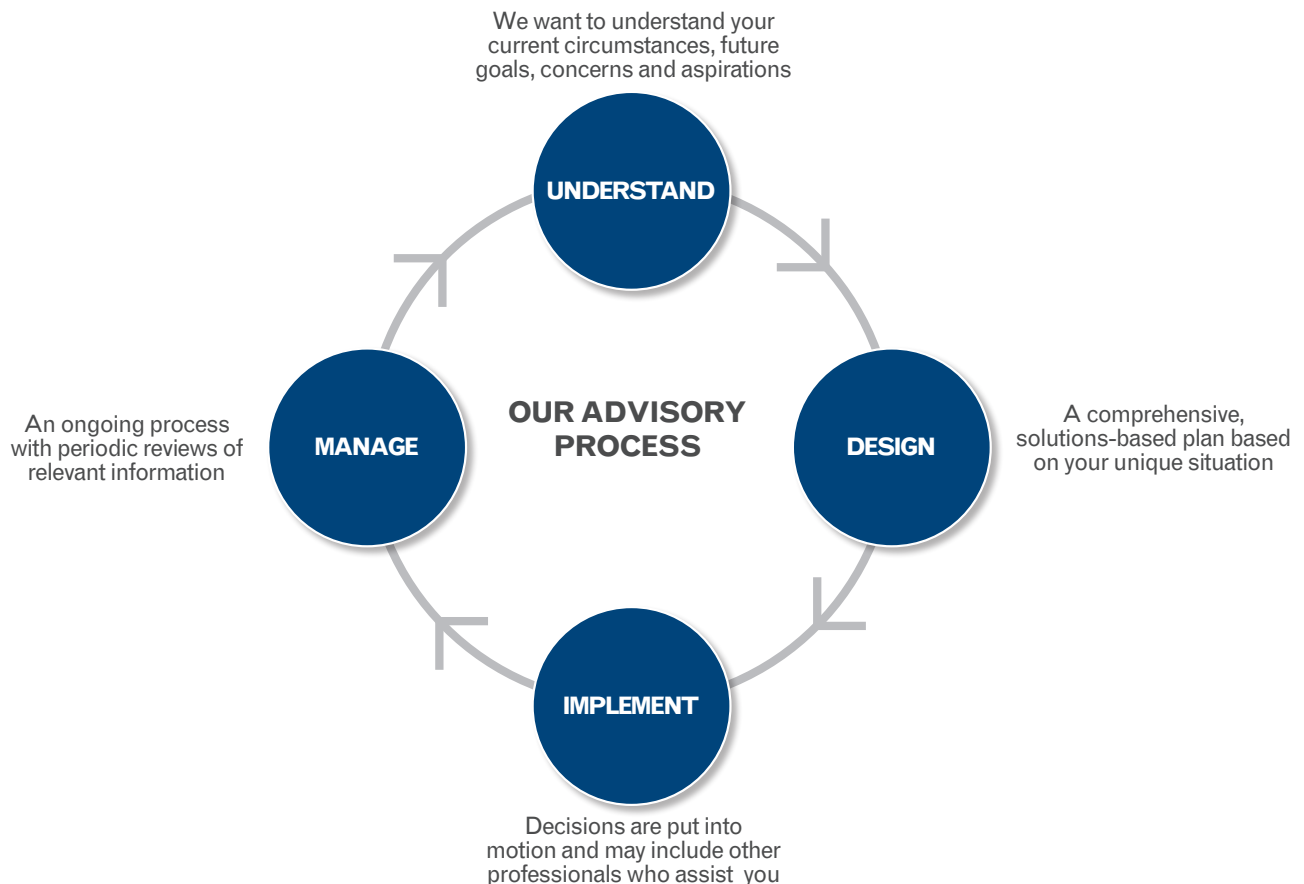 We want to understand your
current circumstances, future
goals, concerns and aspirations
UNDERSTAND
OUR ADVISORY
PROCESS
DESIGN
A comprehensive,
solutions-based plan based
on your unique situation
IMPLEMENT
Decisions are put into
motion and may include other
professionals who assist you
MANAGE
An ongoing process
with periodic reviews of
relevant information